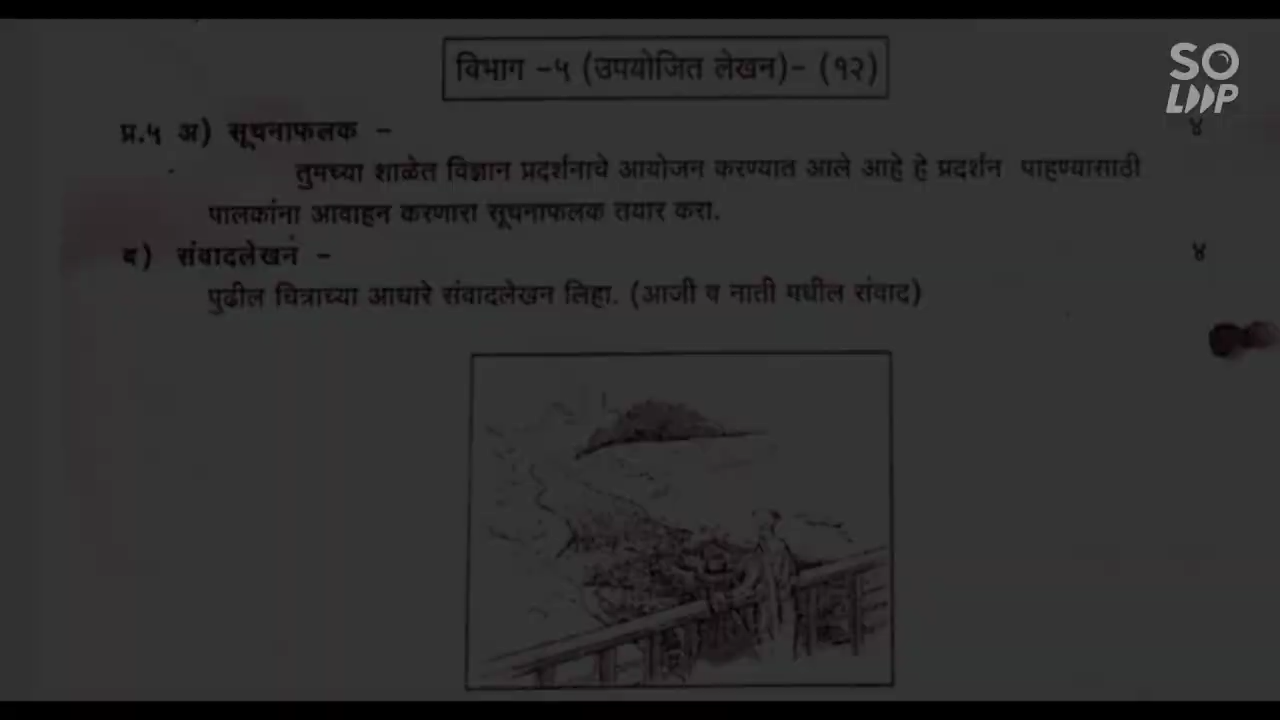 विभाग -५ (उपयोजित लेखन)- (१२)
SO
LOOP
प्र.५ अ) सूचनाफलक - ४
तुमच्या शाळेत विज्ञान प्रदर्शनाचे आयोजन करण्यात आले आहे हे प्रदर्शन पाहण्यासाठी
पालकांना आवाहन करणारा सूचनाफलक तयार करा.
ब) संवादलेखन - ४
पुढील चित्राच्या आधारे संवादलेखन लिहा. (आजी व नाती मधील संवाद)